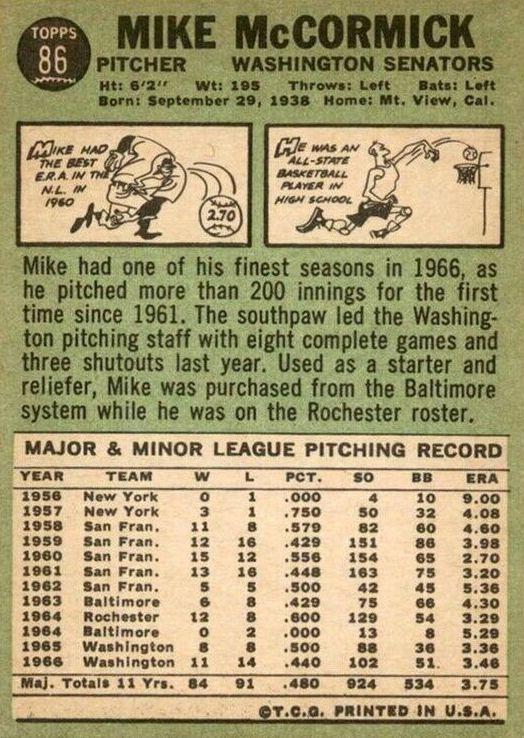 TOPPS
86
MIKE McCORMICK
PITCHER WASHINGTON SENATORS
Ht: 6'2" Wt: 195 Throws: Left Bats: Left
Born: September 29, 1938 Home: Mt. View, Cal.
MIKE HAD
THE BEST
E.R.A. IN THE
N.L. IN
1960
2.70
HE WAS AN
ALL-STATE
BASKETBALL
PLAYER IN
HIGH SCHOOL
Mike had one of his finest seasons in 1966, as
he pitched more than 200 innings for the first
time since 1961. The southpaw led the Washing-
ton pitching staff with eight complete games and
three shutouts last year. Used as a starter and
reliefer, Mike was purchased from the Baltimore
system while he was on the Rochester roster.
MAJOR & MINOR LEAGUE PITCHING RECORD
YEAR TEAM W L PCT. SO BB ERA
1956 New York 0 1 .000 4 10 9.00
1957 New York 3 1 .750 50 32 4.08
1958 San Fran. 11 8 .579 82 60 4.60
1959 San Fran. 12 16 .429 151 86 3.98
1960 San Fran. 15 12 .556 154 65 2.70
1961 San Fran. 13 16 .448 163 75 3.20
1962 San Fran. 5 5 .500 42 45 5.36
1963 Baltimore 6 8 .429 75 66 4.30
1964 Rochester 12 8 .600 129 54 3.29
1964 Baltimore 0 2 .000 13 8 5.29
1965 Washington 8 8 .500 88 36 3.36
1966 Washington 11 14 .440 102 51 3.46
Maj. Totals 11 Yrs. 84 91 .480 924 534 3.75
©T.C.G. PRINTED IN U.S.A.